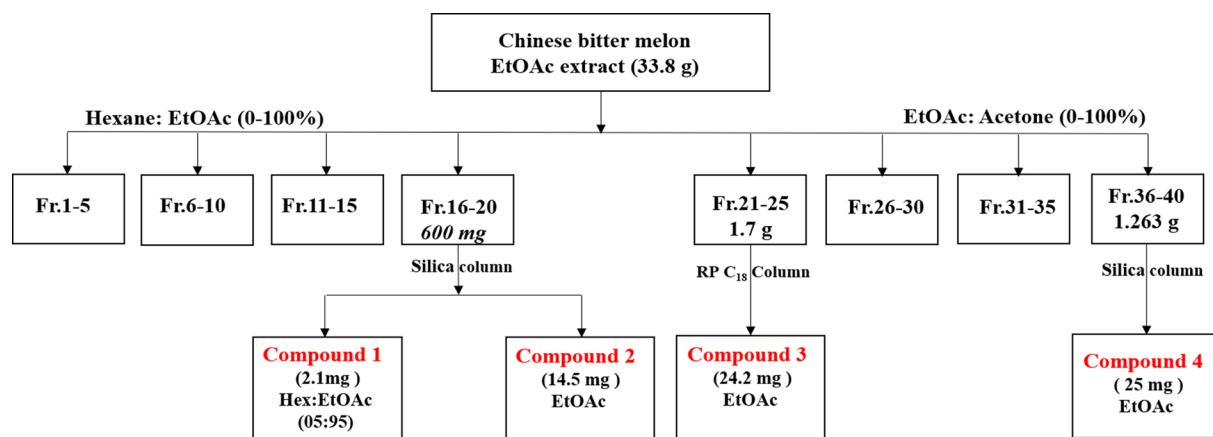 Chinese bitter melon
EtOAc extract (33.8 g)
Hexane: EtOAc (0-100%)
EtOAc: Acetone (0-100%)
Fr.1-5
Fr.6-10
Fr.11-15
Fr.16-20
600 mg
Fr.21-25
1.7 g
Fr.26-30
Fr.31-35
Fr.36-40
1.263 g
Silica column
RP C₁₈ Column
Silica column
Compound 1
(2.1mg )
Hex:EtOAc
(05:95)
Compound 2
(14.5 mg )
EtOAc
Compound 3
(24.2 mg )
EtOAc
Compound 4
( 25 mg )
EtOAc